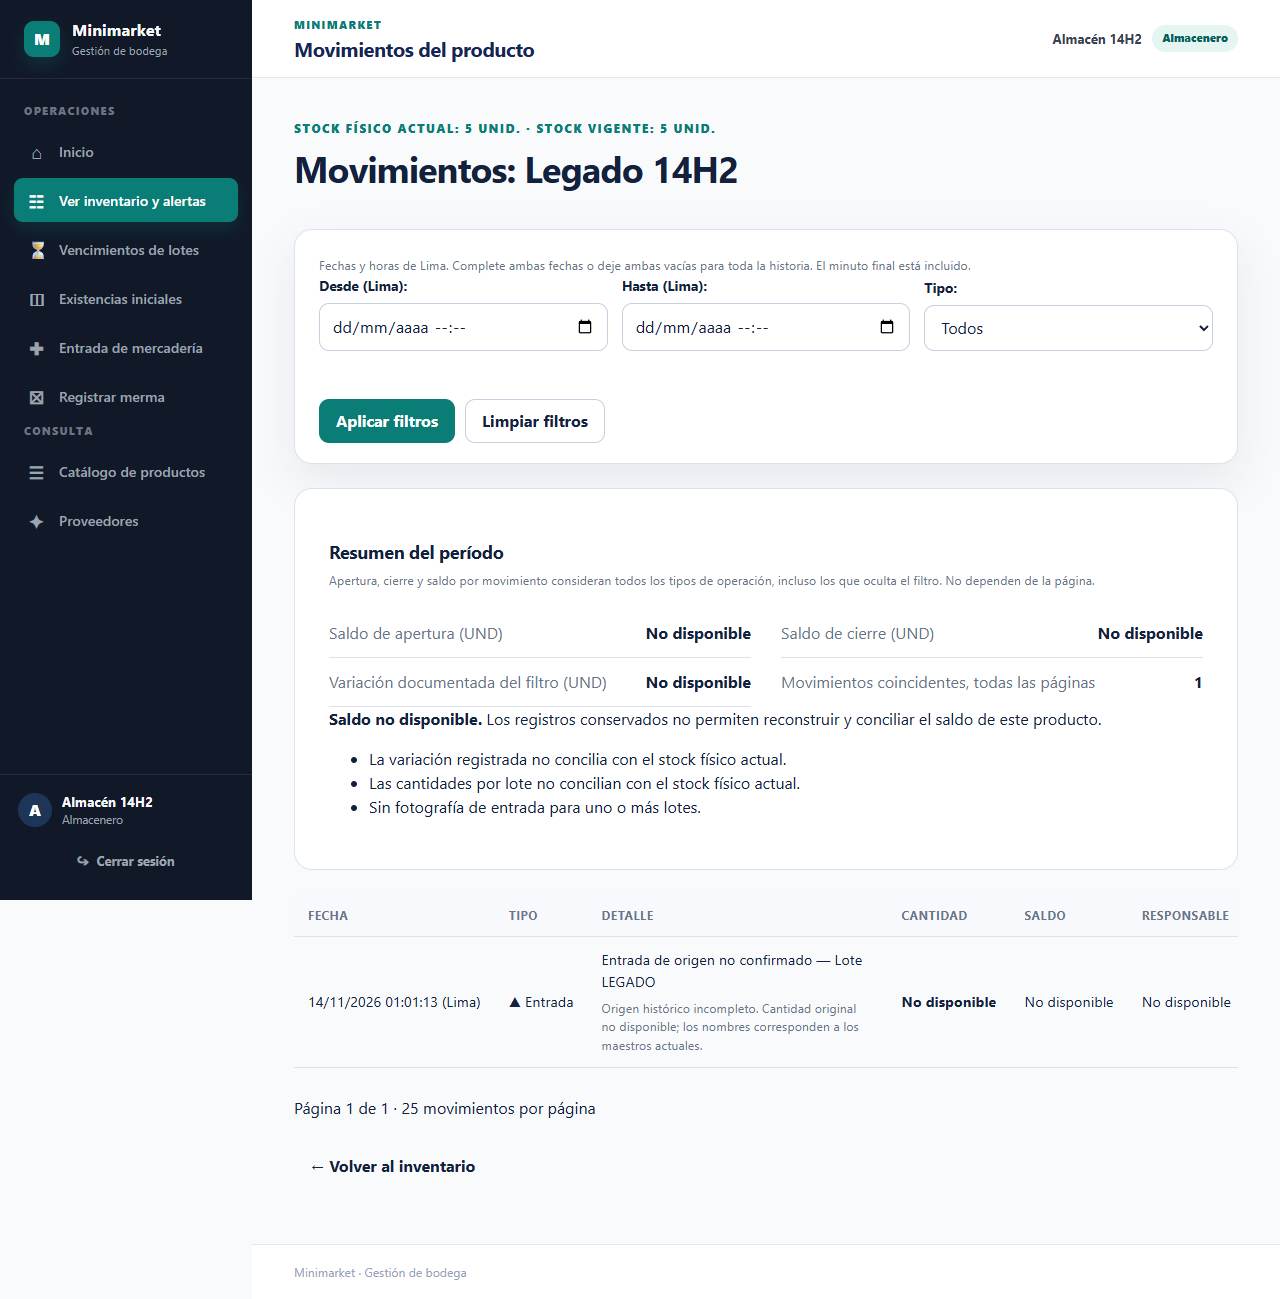 M
Minimarket
Gestión de bodega
OPERACIONES
Inicio
Ver inventario y alertas
Vencimientos de lotes
Existencias iniciales
Entrada de mercadería
Registrar merma
CONSULTA
Catálogo de productos
Proveedores
A
Almacén 14H2
Almacenero
Cerrar sesión
MINIMARKET
Movimientos del producto
Almacén 14H2 Almacenero
STOCK FÍSICO ACTUAL: 5 UNID. · STOCK VIGENTE: 5 UNID.
Movimientos: Legado 14H2
Fechas y horas de Lima. Complete ambas fechas o deje ambas vacías para toda la historia. El minuto final está incluido.
Desde (Lima): Hasta (Lima): Tipo:
dd/mm/aaaa --:-- dd/mm/aaaa --:-- Todos
Aplicar filtros Limpiar filtros
Resumen del período
Apertura, cierre y saldo por movimiento consideran todos los tipos de operación, incluso los que oculta el filtro. No dependen de la página.
Saldo de apertura (UND) No disponible Saldo de cierre (UND) No disponible
Variación documentada del filtro (UND) No disponible Movimientos coincidentes, todas las páginas 1
Saldo no disponible. Los registros conservados no permiten reconstruir y conciliar el saldo de este producto.
• La variación registrada no concilia con el stock físico actual.
• Las cantidades por lote no concilian con el stock físico actual.
• Sin fotografía de entrada para uno o más lotes.
FECHA TIPO DETALLE CANTIDAD SALDO RESPONSABLE
14/11/2026 01:01:13 (Lima) ▲ Entrada Entrada de origen no confirmado — Lote
LEGADO
Origen histórico incompleto. Cantidad original
no disponible; los nombres corresponden a los
maestros actuales.
No disponible No disponible No disponible
Página 1 de 1 · 25 movimientos por página
← Volver al inventario
Minimarket · Gestión de bodega